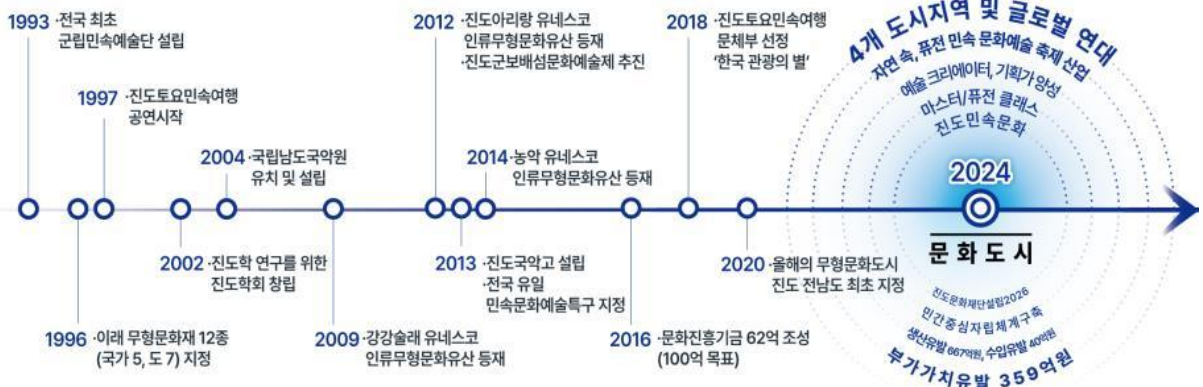 1993 ·전국 최초
군립민속예술단 설립
1996 ·이래 무형문화재 12종
(국가 5, 도 7) 지정
1997 ·진도토요민속여행
공연시작
2002 ·진도학 연구를 위한
진도학회 창립
2004 ·국립남도국악원
유치 및 설립
2009 ·강강술래 유네스코
인류무형문화유산 등재
2012 ·진도아리랑 유네스코
인류무형문화유산 등재
·진도군보배섬문화예술제 추진
2013 ·진도국악고 설립
·전국 유일
민속문화예술특구 지정
2014 ·농악 유네스코
인류무형문화유산 등재
2016 ·문화진흥기금 62억 조성
(100억 목표)
2018 ·진도토요민속여행
문체부 선정
'한국 관광의 별'
2020 ·올해의 무형문화도시
진도 전남도 최초 지정
4개 도시지역 및 글로벌 연대
자연 속, 퓨전 민속 문화예술 축제 산업
예술 크리에이터, 기획가 양성
마스터/퓨전 클래스
진도민속문화
2024
문화도시
진도문화재단설립2026
민간중심자립체계구축
생산유발 667억원, 수입유발 40억원
부가가치유발 359억원